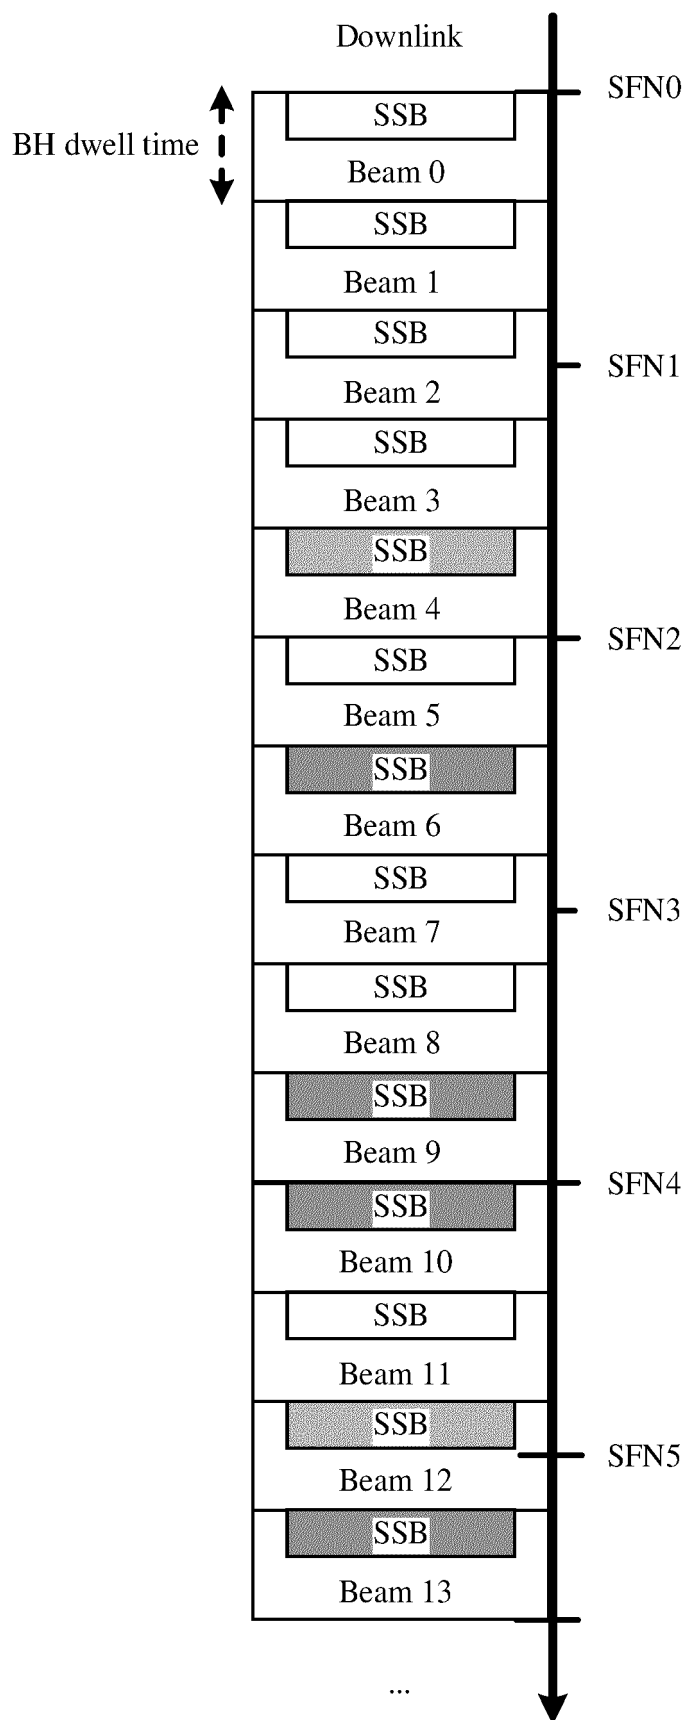 Downlink
SFN0
SSB
BH dwell time
Beam 0
SSB
Beam 1
SSB
SFN1
Beam 2
SSB
Beam 3
SSB
Beam 4
SFN2
SSB
Beam 5
SSB
Beam 6
SSB
SFN3
Beam 7
SSB
Beam 8
SSB
Beam 9
SFN4
SSB
Beam 10
SSB
Beam 11
SSB
SFN5
Beam 12
SSB
Beam 13
...